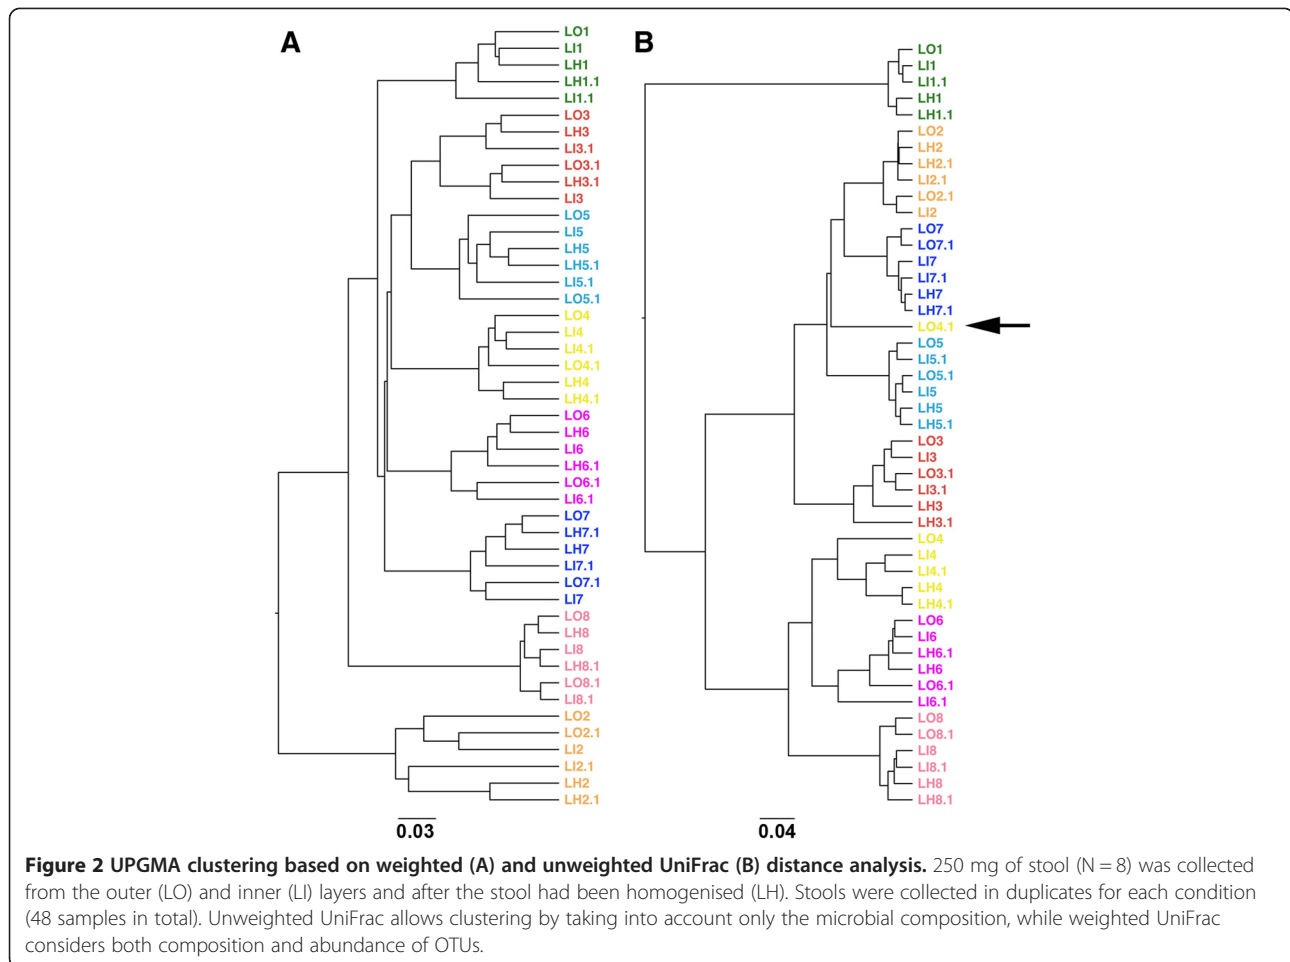 A
LO1
LI1
LH1
LH1.1
LI1.1
LO3
LH3
LI3.1
LO3.1
LH3.1
LI3
LO5
LI5
LH5
LH5.1
LI5.1
LO5.1
LO4
LI4
LI4.1
LO4.1
LH4
LH4.1
LO6
LH6
LI6
LH6.1
LO6.1
LI6.1
LO7
LH7.1
LH7
LI7.1
LO7.1
LI7
LO8
LH8
LI8
LH8.1
LO8.1
LI8.1
LO2
LO2.1
LI2
LI2.1
LH2
LH2.1
0.03
B
LO1
LI1
LI1.1
LH1
LH1.1
LO2
LH2
LH2.1
LI2.1
LO2.1
LI2
LO7
LO7.1
LI7
LI7.1
LH7
LH7.1
LO4.1
LO5
LI5.1
LO5.1
LI5
LH5
LH5.1
LO3
LI3
LO3.1
LI3.1
LH3
LH3.1
LO4
LI4
LI4.1
LH4
LH4.1
LO6
LI6
LH6.1
LH6
LO6.1
LI6.1
LO8
LO8.1
LI8
LI8.1
LH8
LH8.1
0.04
Figure 2 UPGMA clustering based on weighted (A) and unweighted UniFrac (B) distance analysis. 250 mg of stool (N = 8) was collected
from the outer (LO) and inner (LI) layers and after the stool had been homogenised (LH). Stools were collected in duplicates for each condition
(48 samples in total). Unweighted UniFrac allows clustering by taking into account only the microbial composition, while weighted UniFrac
considers both composition and abundance of OTUs.